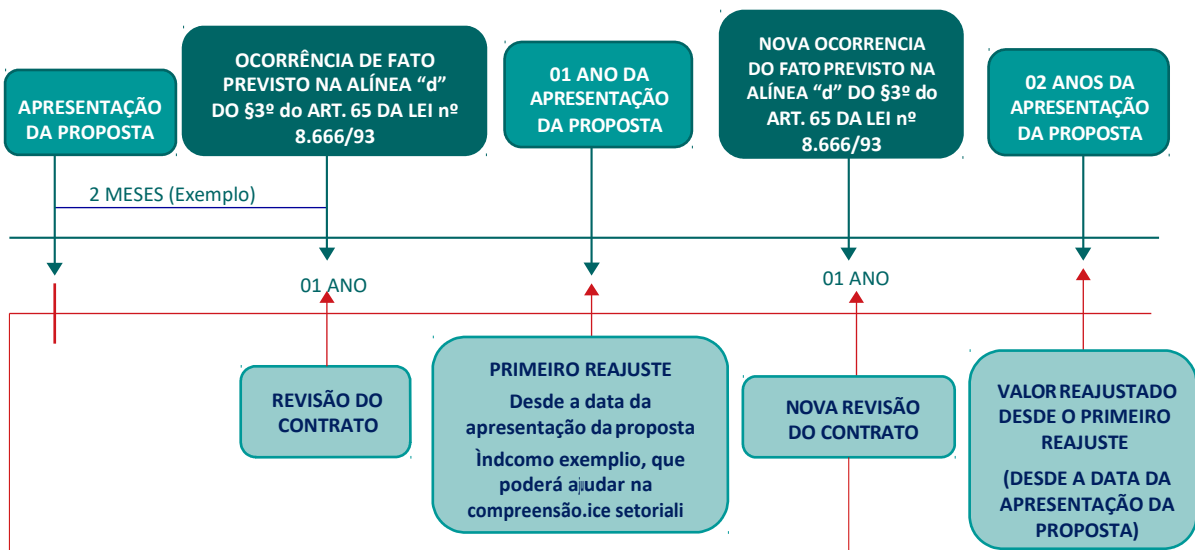 APRESENTAÇÃO
DA PROPOSTA
OCORRÊNCIA DE FATO
PREVISTO NA ALÍNEA “d”
DO §3º do ART. 65 DA LEI nº
8.666/93
01 ANO DA
APRESENTAÇÃO
DA PROPOSTA
NOVA OCORRENCIA
DO FATO PREVISTO NA
ALÍNEA “d” DO §3º do
ART. 65 DA LEI nº
8.666/93
02 ANOS DA
APRESENTAÇÃO
DA PROPOSTA
2 MESES (Exemplo)
01 ANO
01 ANO
REVISÃO DO
CONTRATO
PRIMEIRO REAJUSTE
Desde a data da
apresentação da proposta
Ìndcomo exemplio, que
poderá ajudar na
compreensão.ice setoriali
NOVA REVISÃO
DO CONTRATO
VALOR REAJUSTADO
DESDE O PRIMEIRO
REAJUSTE
(DESDE A DATA DA
APRESENTAÇÃO DA
PROPOSTA)